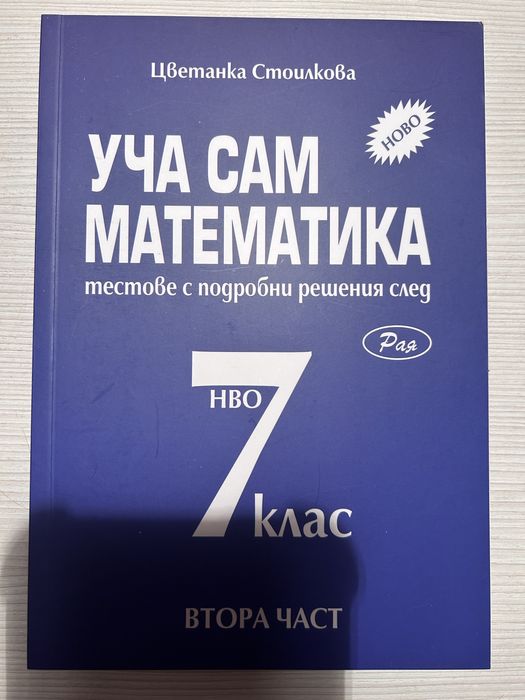 Цветанка Стоилкова
НОВО
УЧА САМ
МАТЕМАТИКА
тестове с подробни решения след
Рая
НВО
7
клас
ВТОРА ЧАСТ